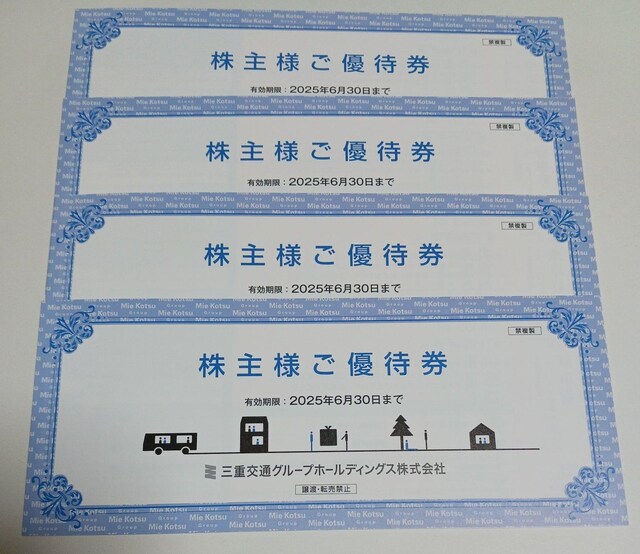 禁複製
株主様ご優待券
有効期限：2025年6月30日まで
禁複製
株主様ご優待券
有効期限：2025年6月30日まで
禁複製
株主様ご優待券
有効期限：2025年6月30日まで
禁複製
株主様ご優待券
有効期限：2025年6月30日まで
三重交通グループホールディングス株式会社
譲渡・転売禁止
Mie Kotsu
Group